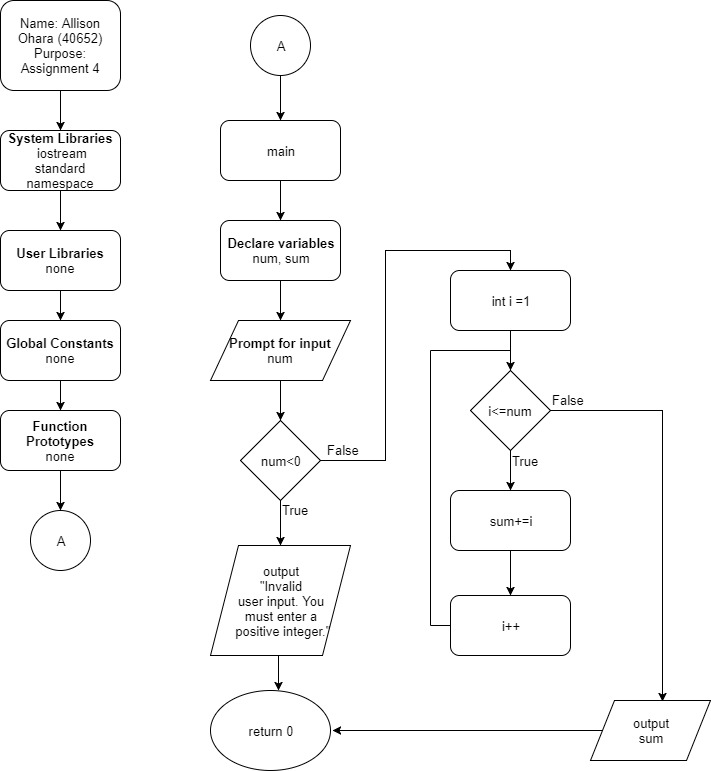 Name: Allison
Ohara (40652)
Purpose:
Assignment 4
System Libraries
iostream
standard
namespace
User Libraries
none
Global Constants
none
Function
Prototypes
none
A
A
main
Declare variables
num, sum
Prompt for input
num
num<0
False
True
output
"Invalid
user input. You
must enter a
positive integer."
return 0
int i =1
i<=num
False
True
sum+=i
i++
output
sum